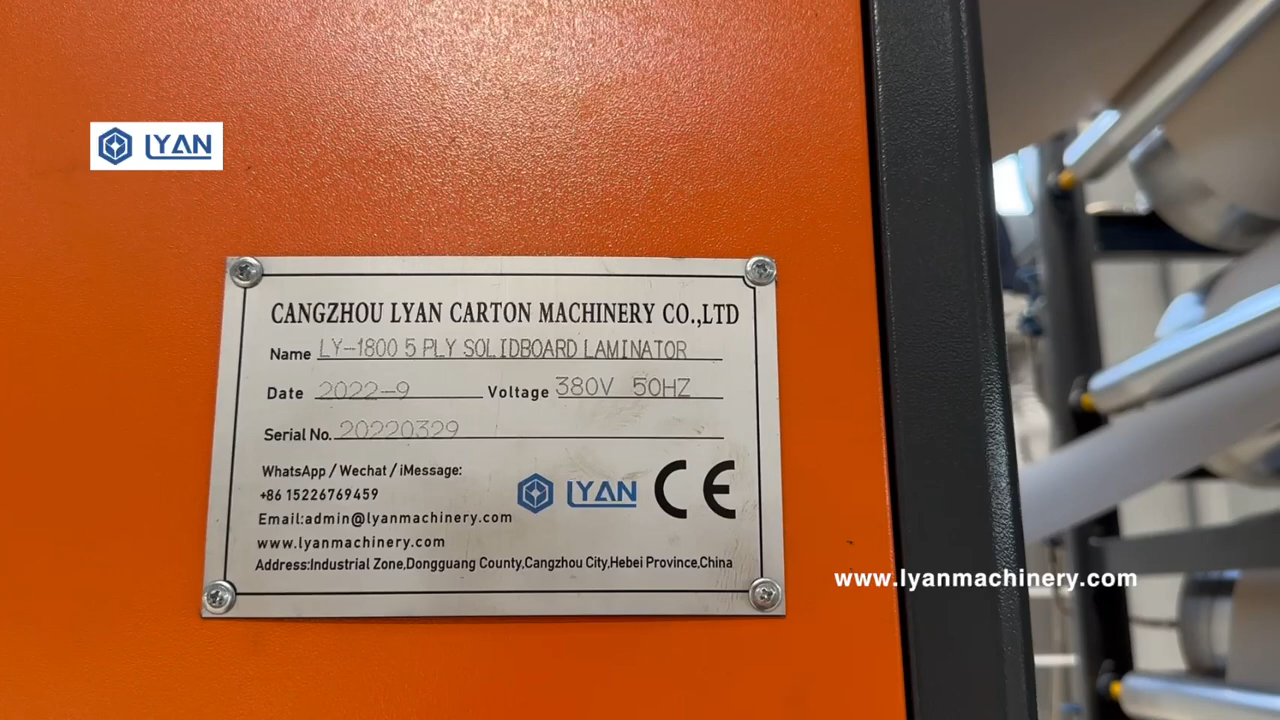 LYAN
CANGZHOU LYAN CARTON MACHINERY CO.,LTD
Name LY-1800 5 PLY SOLIDBOARD LAMINATOR
Date 2022-9 Voltage 380V 50HZ
Serial No. 20220329
WhatsApp / Wechat / iMessage:
+86 15226769459
LYAN CE
Email:admin@lyanmachinery.com
www.lyanmachinery.com
Address:Industrial Zone,Dongguang County,Cangzhou City,Hebei Province,China
www.lyanmachinery.com